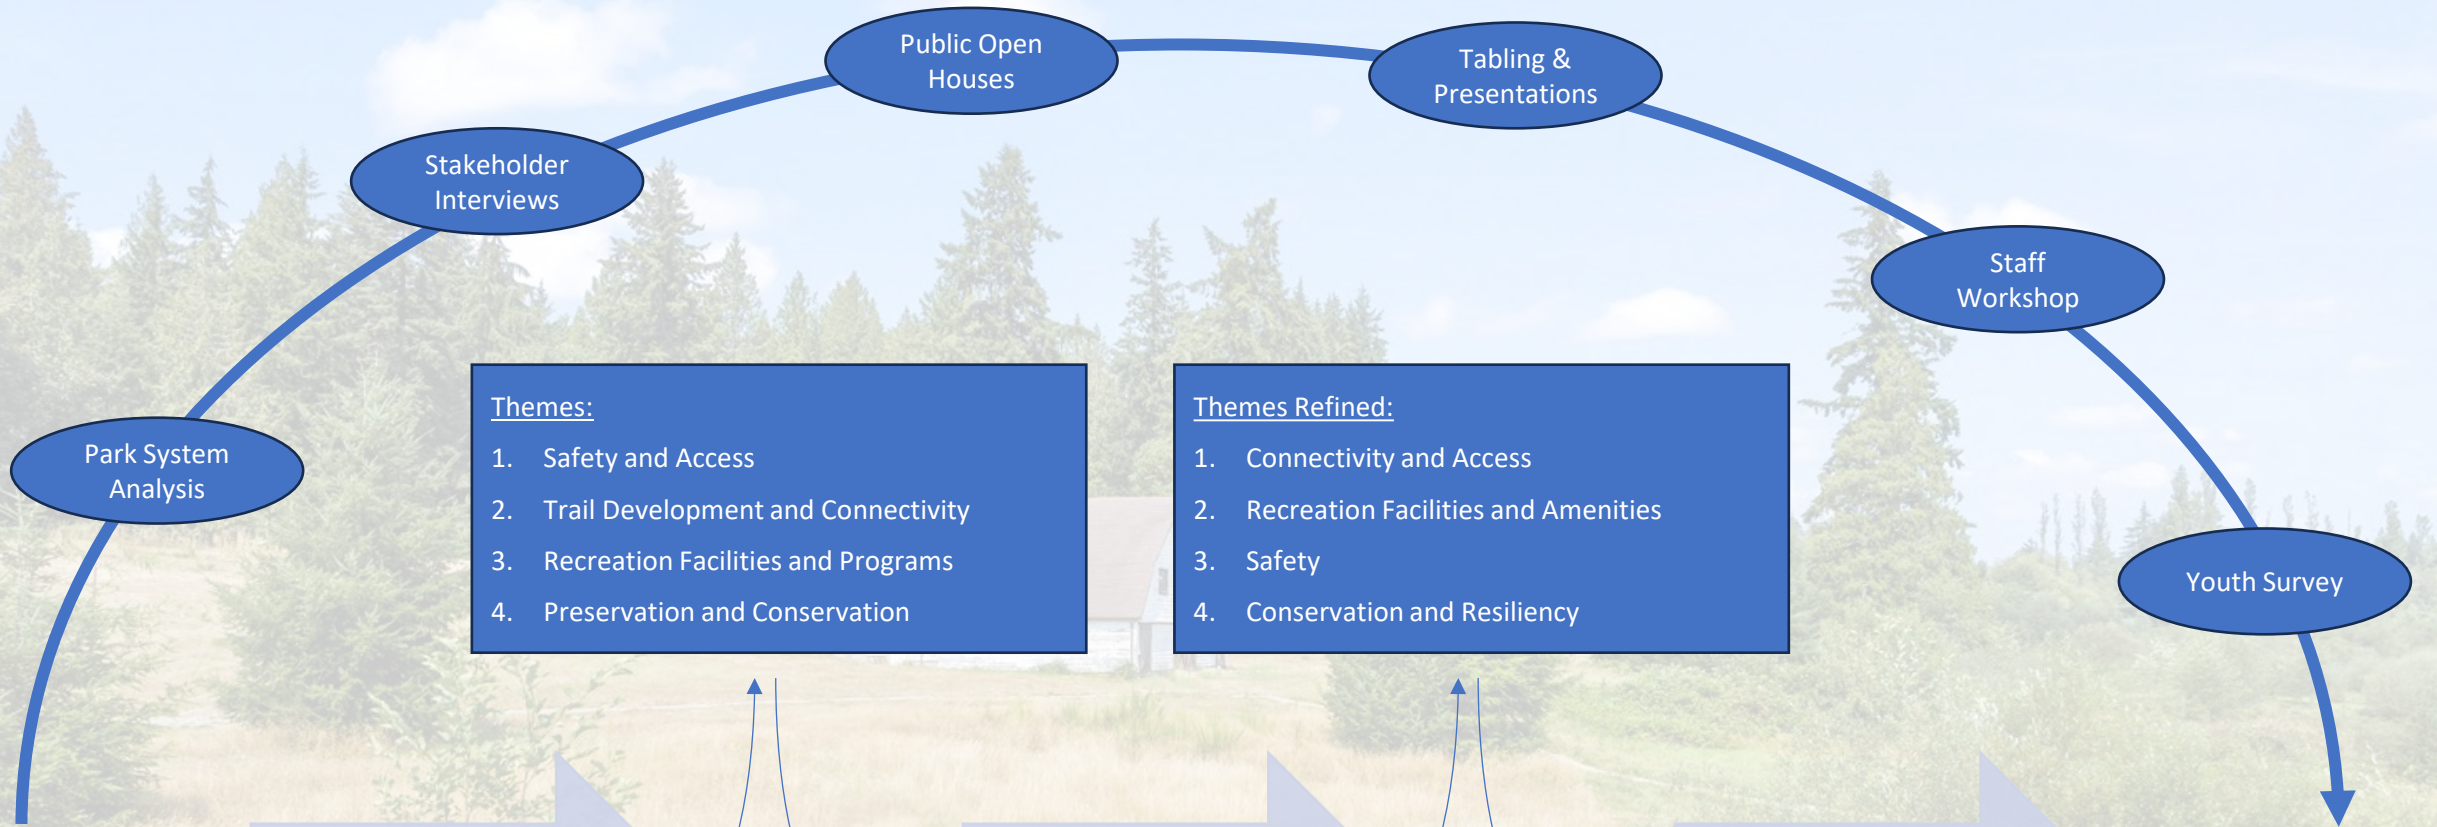 Public Open
Houses
Tabling &
Presentations
Stakeholder
Interviews
Staff
Workshop
Park System
Analysis
Themes:
1. Safety and Access
2. Trail Development and Connectivity
3. Recreation Facilities and Programs
4. Preservation and Conservation
Themes Refined:
1. Connectivity and Access
2. Recreation Facilities and Amenities
3. Safety
4. Conservation and Resiliency
Youth Survey